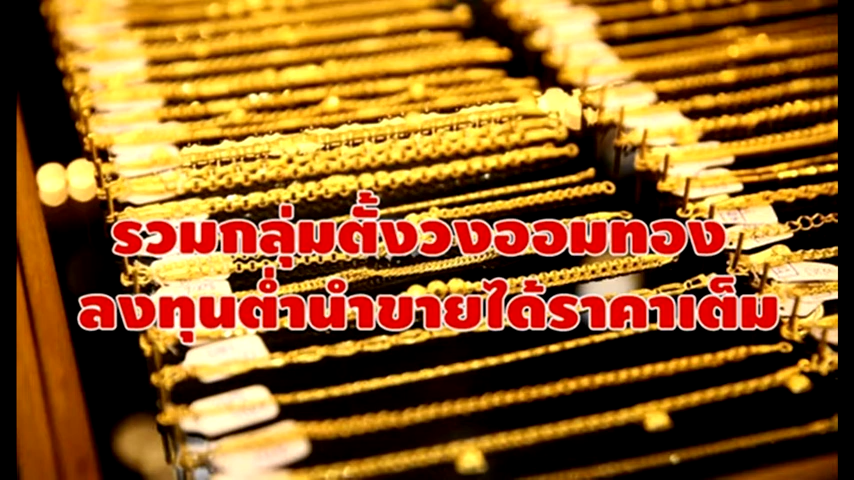 รวมกลุ่มตั้งวงออมทอง
ลงทุนต่ำนำขายได้ราคาเต็ม